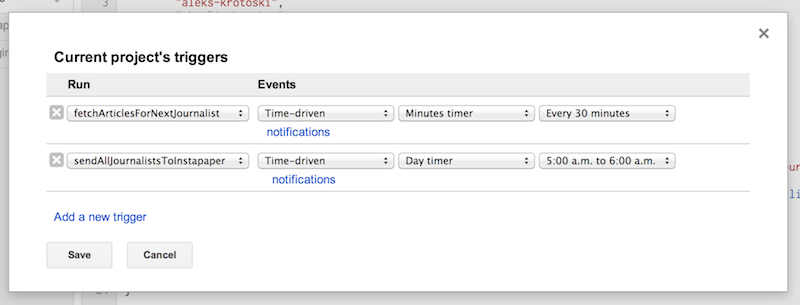 3
"aleks-krotoski",
Current project's triggers
Run Events
fetchArticlesForNextJournalist Time-driven Minutes timer Every 30 minutes
notifications
sendAllJournalistsToInstapaper Time-driven Day timer 5:00 a.m. to 6:00 a.m.
notifications
Add a new trigger
Save Cancel